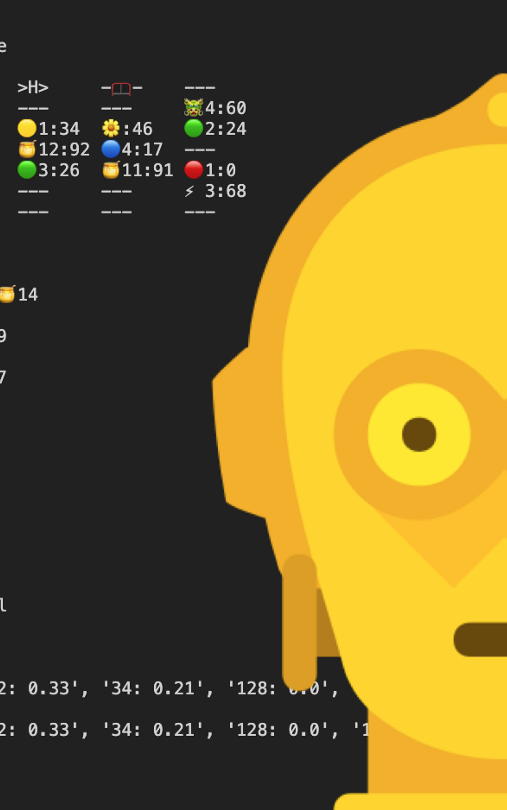 e
>H> -📖- ---
--- --- 🐲4:60
🟡1:34 🌼:46 🟢2:24
🍯12:92 🔵4:17 ---
🟢3:26 🍯11:91 🔴1:0
--- --- ⚡ 3:68
--- --- ---
🍯14
9
7
l
2: 0.33', '34: 0.21', '128: 0.0',
2: 0.33', '34: 0.21', '128: 0.0', '1